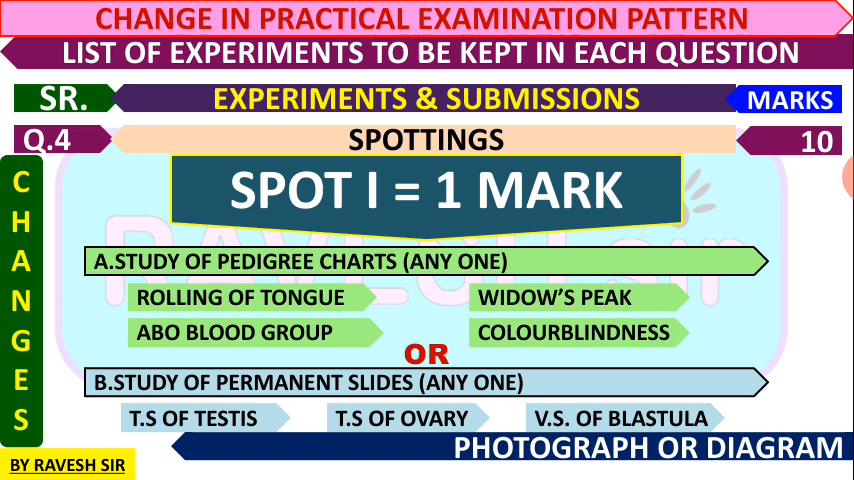 CHANGE IN PRACTICAL EXAMINATION PATTERN
LIST OF EXPERIMENTS TO BE KEPT IN EACH QUESTION
SR. EXPERIMENTS & SUBMISSIONS MARKS
Q.4 SPOTTINGS 10
CHANGES
SPOT I = 1 MARK
RAVESH sir
A.STUDY OF PEDIGREE CHARTS (ANY ONE)
ROLLING OF TONGUE WIDOW'S PEAK
ABO BLOOD GROUP COLOURBLINDNESS
OR
B.STUDY OF PERMANENT SLIDES (ANY ONE)
T.S OF TESTIS T.S OF OVARY V.S. OF BLASTULA
PHOTOGRAPH OR DIAGRAM
BY RAVESH SIR